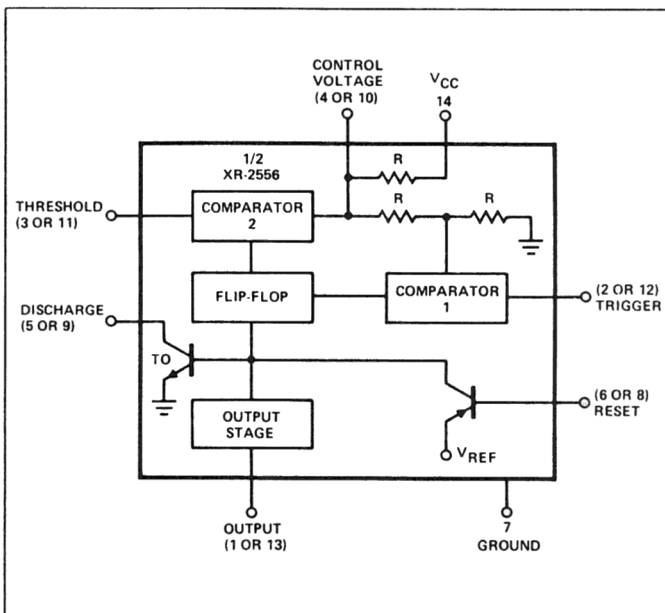 CONTROL
VOLTAGE
(4 OR 10)
VCC
14
1/2
XR-2556
R
THRESHOLD
(3 OR 11)
COMPARATOR
2
R
R
DISCHARGE
(5 OR 9)
FLIP-FLOP
COMPARATOR
1
(2 OR 12)
TRIGGER
TO
OUTPUT
STAGE
(6 OR 8)
RESET
VREF
OUTPUT
(1 OR 13)
7
GROUND